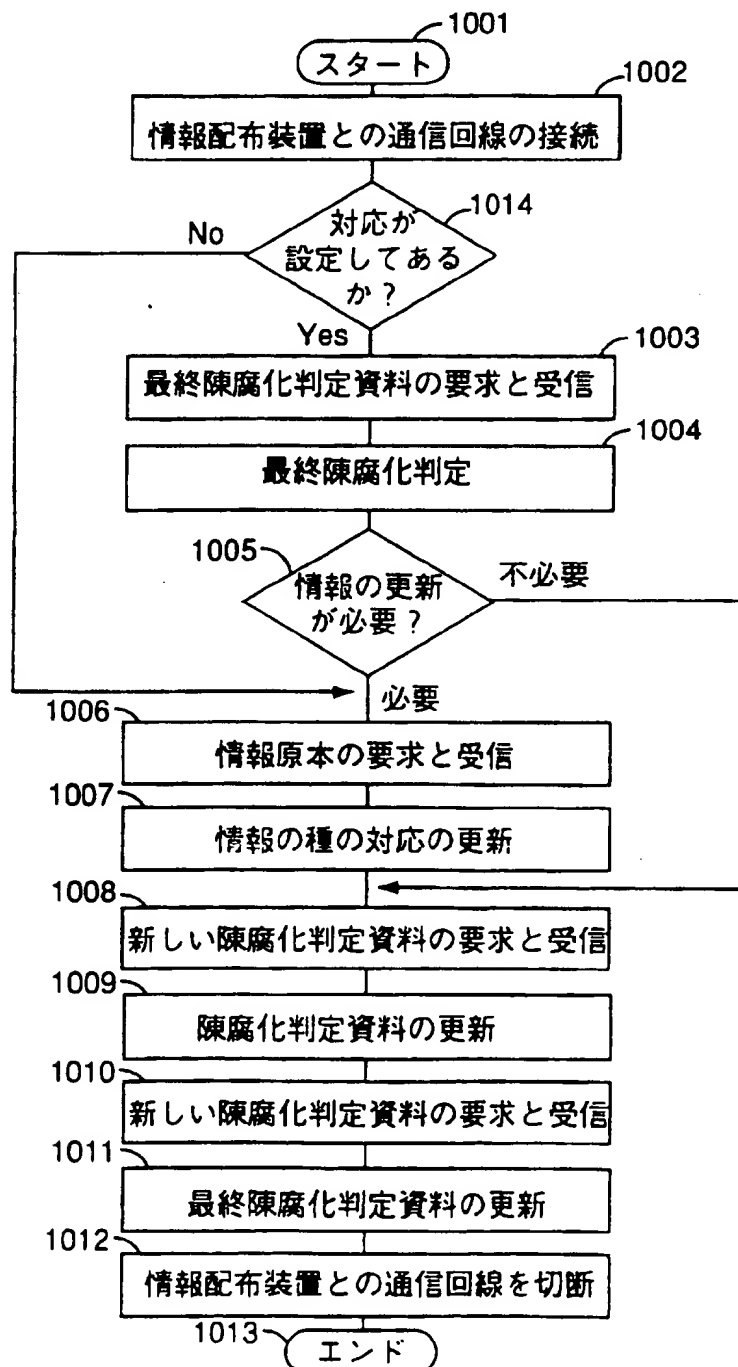 1001
スタート
1002
情報配布装置との通信回線の接続
1014
対応が
設定してある
か?
No
Yes
1003
最終陳腐化判定資料の要求と受信
1004
最終陳腐化判定
1005
情報の更新
が必要?
不必要
必要
1006
情報原本の要求と受信
1007
情報の種の対応の更新
1008
新しい陳腐化判定資料の要求と受信
1009
陳腐化判定資料の更新
1010
新しい陳腐化判定資料の要求と受信
1011
最終陳腐化判定資料の更新
1012
情報配布装置との通信回線を切断
1013
エンド